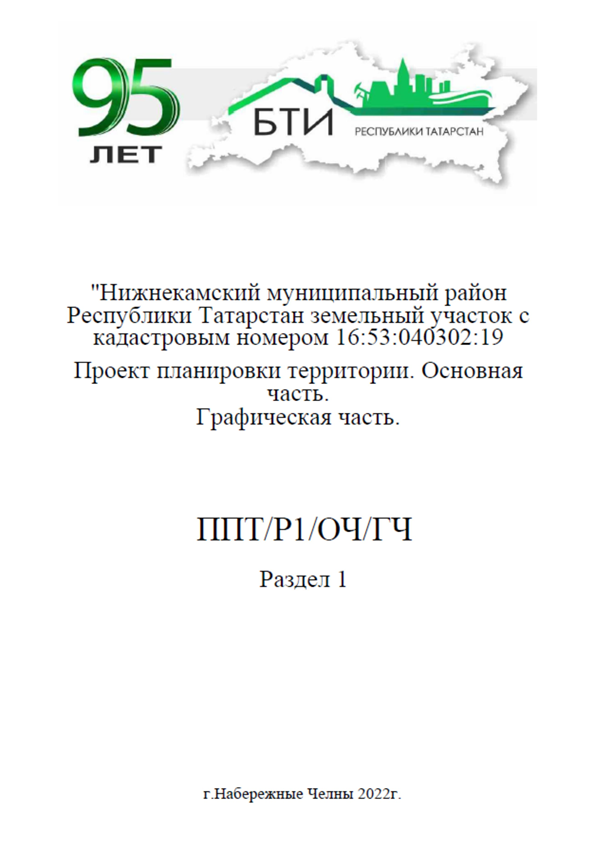 95
ЛЕТ
БТИ
РЕСПУБЛИКИ ТАТАРСТАН
"Нижнекамский муниципальный район
Республики Татарстан земельный участок с
кадастровым номером 16:53:040302:19
Проект планировки территории. Основная
часть.
Графическая часть.
ППТ/Р1/ОЧ/ГЧ
Раздел 1
г.Набережные Челны 2022г.